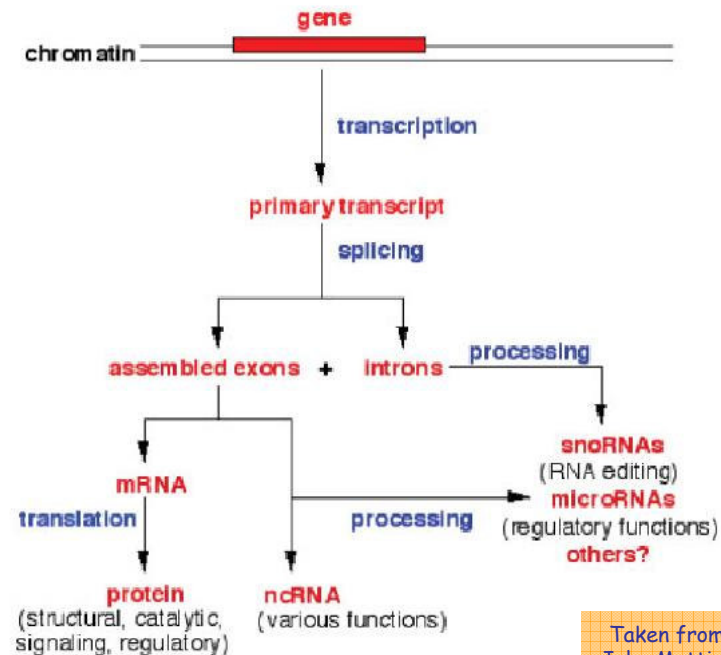 gene
chromatin
transcription
primary transcript
splicing
assembled exons + introns
processing
snoRNAs
(RNA editing)
mRNA
microRNAs
translation
processing
(regulatory functions)
others?
protein
ncRNA
(structural, catalytic,
(various functions)
signaling, regulatory)
Taken from